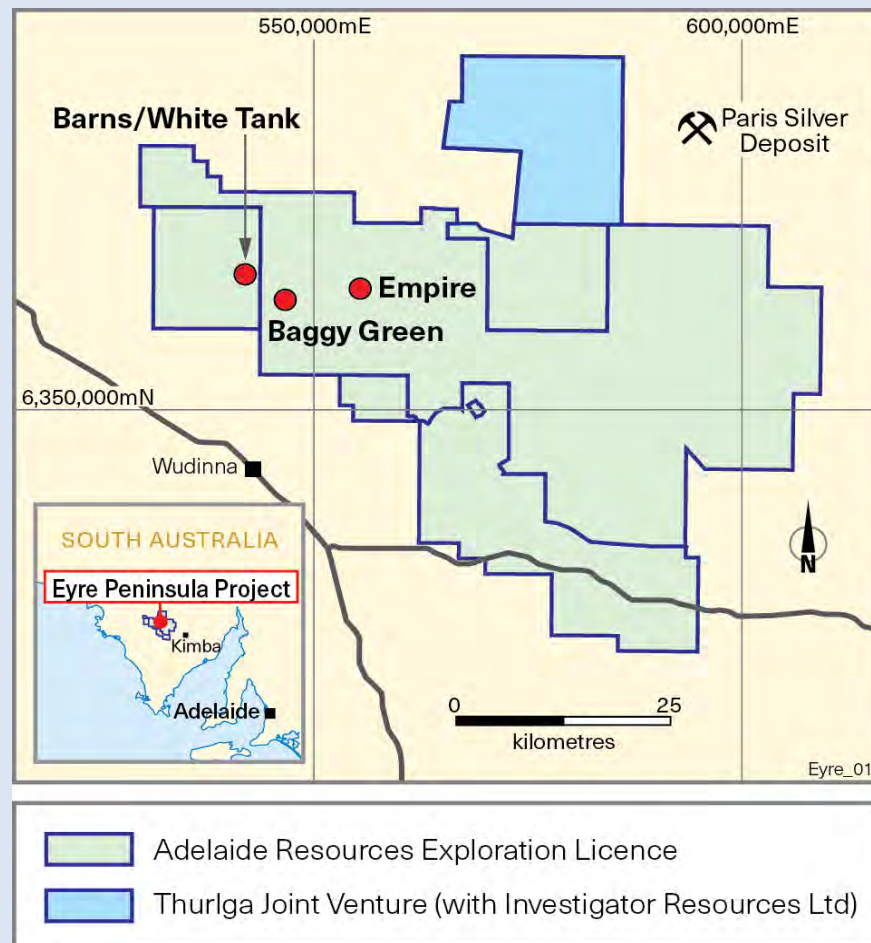 550,000mE
600,000mE
Barns/White Tank
Paris Silver
Deposit
Empire
Baggy Green
6,350,000mN
Wudinna
N
SOUTH AUSTRALIA
Eyre Peninsula Project
Kimba
Adelaide
0 25
kilometres
Eyre_01
Adelaide Resources Exploration Licence
Thurlga Joint Venture (with Investigator Resources Ltd)